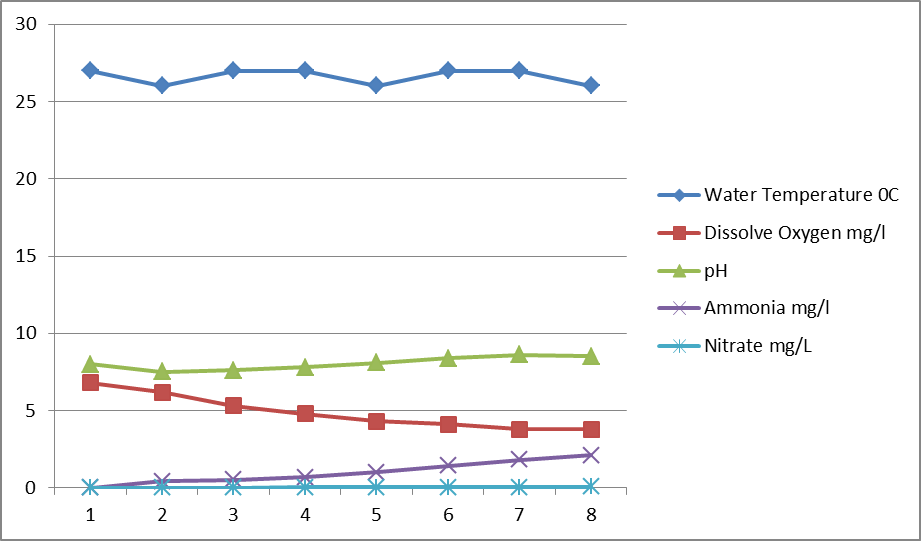 30
25
20
15
10
5
0
1 2 3 4 5 6 7 8
Water Temperature 0C
Dissolve Oxygen mg/l
pH
Ammonia mg/l
Nitrate mg/L